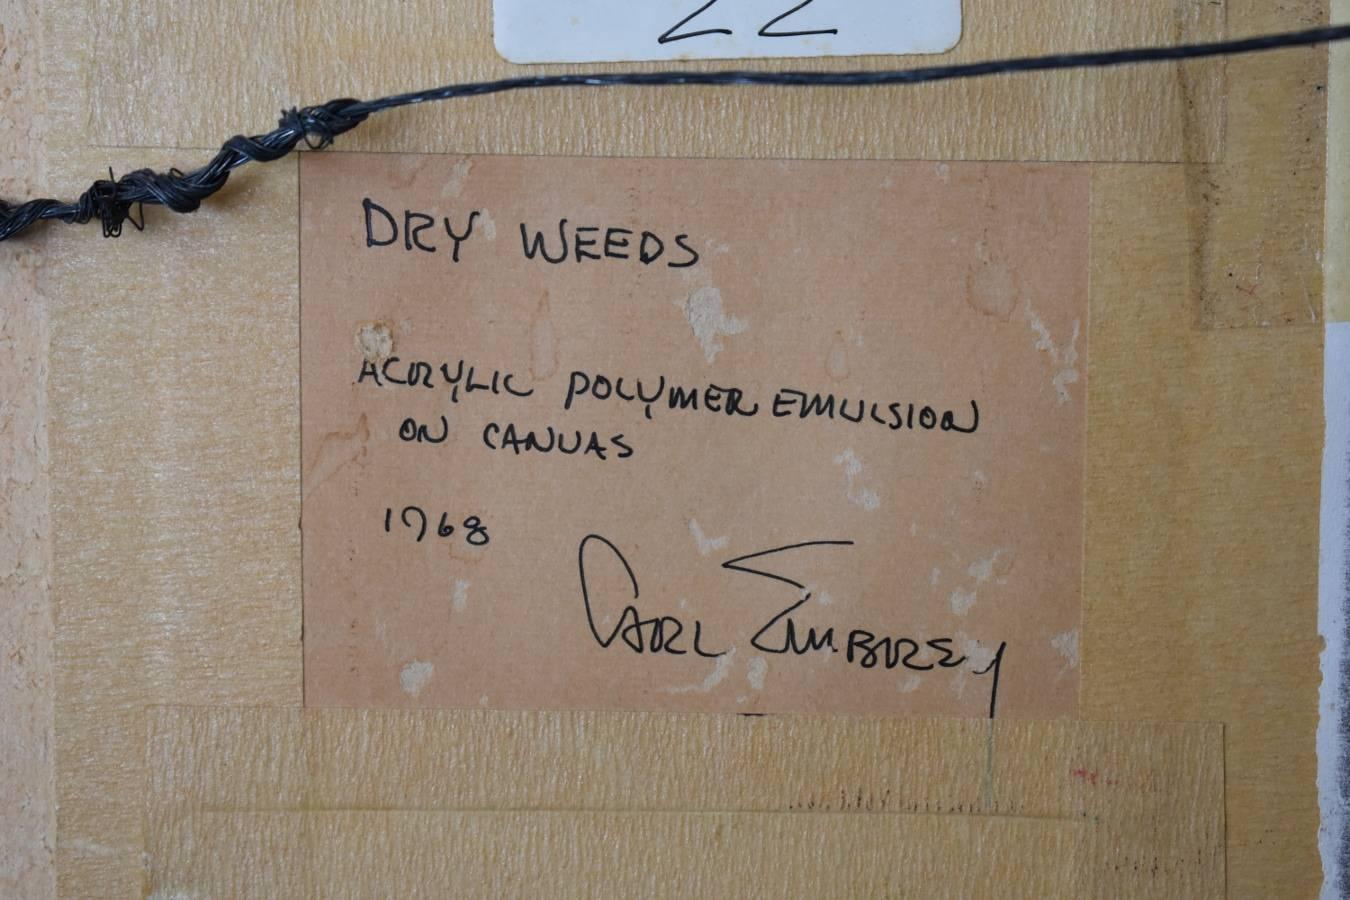 22
DRY WEEDS
ACRYLIC POLYMER EMULSION
ON CANVAS
1968
CARL EMBREY